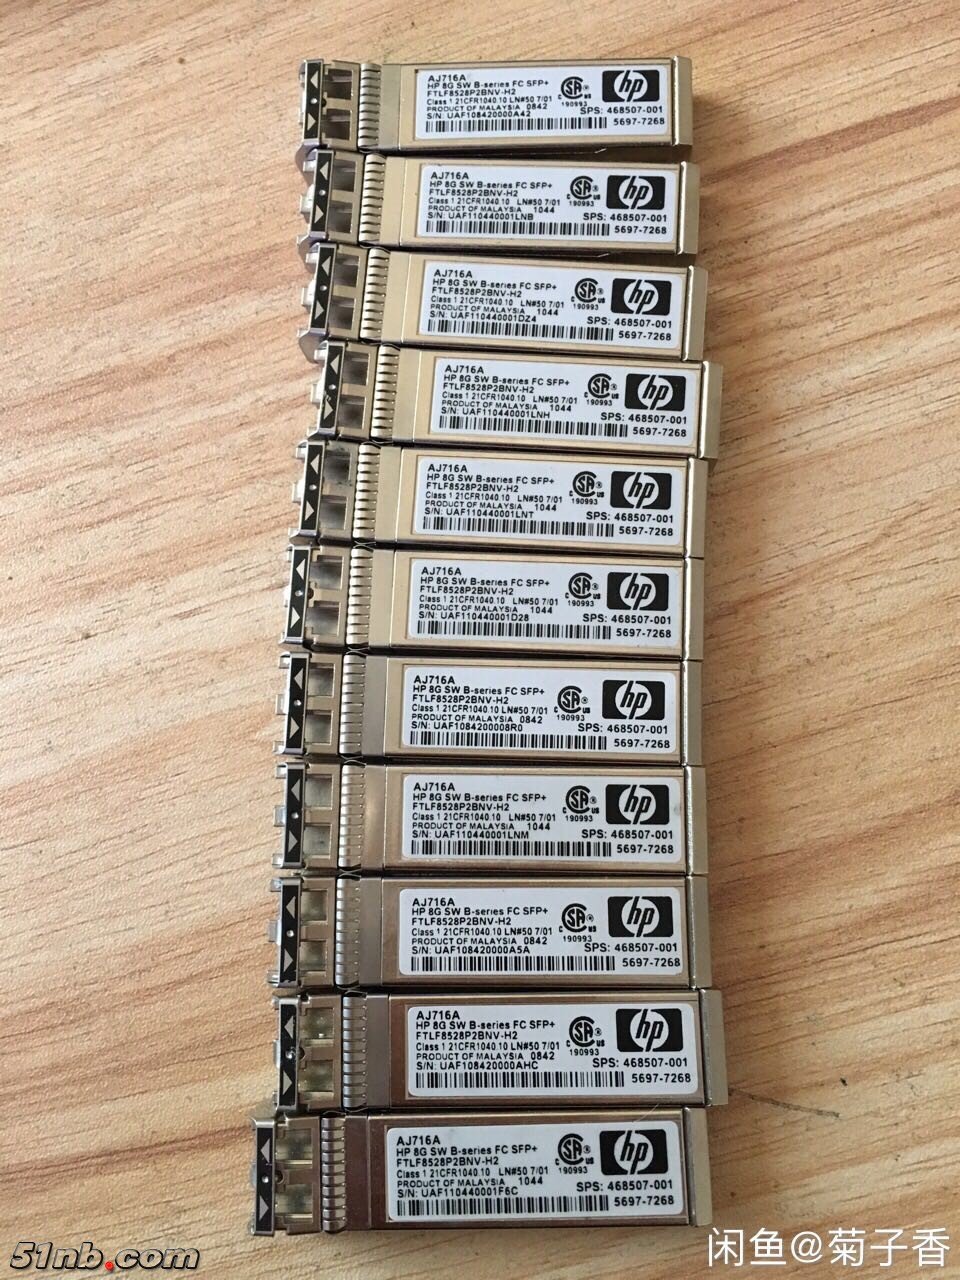 AJ716A
HP 8G SW B-series FC SFP+
FTLF8528P2BNV-H2
Class 1 21CFR1040.10 LN#50 7/01
PRODUCT OF MALAYSIA 0842
S/N: UAF108420000A42
190993
hp
SPS: 468507-001
5697-7268
AJ716A
HP 8G SW B-series FC SFP+
FTLF8528P2BNV-H2
Class 1 21CFR1040.10 LN#50 7/01
PRODUCT OF MALAYSIA 1044
S/N: UAF110440001LNB
190993
hp
SPS: 468507-001
5697-7268
AJ716A
HP 8G SW B-series FC SFP+
FTLF8528P2BNV-H2
Class 1 21CFR1040.10 LN#50 7/01
PRODUCT OF MALAYSIA 1044
S/N: UAF110440001DZ4
190993
hp
SPS: 468507-001
5697-7268
AJ716A
HP 8G SW B-series FC SFP+
FTLF8528P2BNV-H2
Class 1 21CFR1040.10 LN#50 7/01
PRODUCT OF MALAYSIA 1044
S/N: UAF110440001LNH
190993
hp
SPS: 468507-001
5697-7268
AJ716A
HP 8G SW B-series FC SFP+
FTLF8528P2BNV-H2
Class 1 21CFR1040.10 LN#50 7/01
PRODUCT OF MALAYSIA 1044
S/N: UAF110440001LNT
190993
hp
SPS: 468507-001
5697-7268
AJ716A
HP 8G SW B-series FC SFP+
FTLF8528P2BNV-H2
Class 1 21CFR1040.10 LN#50 7/01
PRODUCT OF MALAYSIA 1044
S/N: UAF110440001D28
190993
hp
SPS: 468507-001
5697-7268
AJ716A
HP 8G SW B-series FC SFP+
FTLF8528P2BNV-H2
Class 1 21CFR1040.10 LN#50 7/01
PRODUCT OF MALAYSIA 0842
S/N: UAF1084200008R0
190993
hp
SPS: 468507-001
5697-7268
AJ716A
HP 8G SW B-series FC SFP+
FTLF8528P2BNV-H2
Class 1 21CFR1040.10 LN#50 7/01
PRODUCT OF MALAYSIA 1044
S/N: UAF110440001LNM
190993
hp
SPS: 468507-001
5697-7268
AJ716A
HP 8G SW B-series FC SFP+
FTLF8528P2BNV-H2
Class 1 21CFR1040.10 LN#50 7/01
PRODUCT OF MALAYSIA 0842
S/N: UAF108420000A5A
190993
hp
SPS: 468507-001
5697-7268
AJ716A
HP 8G SW B-series FC SFP+
FTLF8528P2BNV-H2
Class 1 21CFR1040.10 LN#50 7/01
PRODUCT OF MALAYSIA 0842
S/N: UAF108420000AHC
190993
hp
SPS: 468507-001
5697-7268
AJ716A
HP 8G SW B-series FC SFP+
FTLF8528P2BNV-H2
Class 1 21CFR1040.10 LN#50 7/01
PRODUCT OF MALAYSIA 1044
S/N: UAF110440001F6C
190993
hp
SPS: 468507-001
5697-7268
51nb.com
闲鱼@菊子香